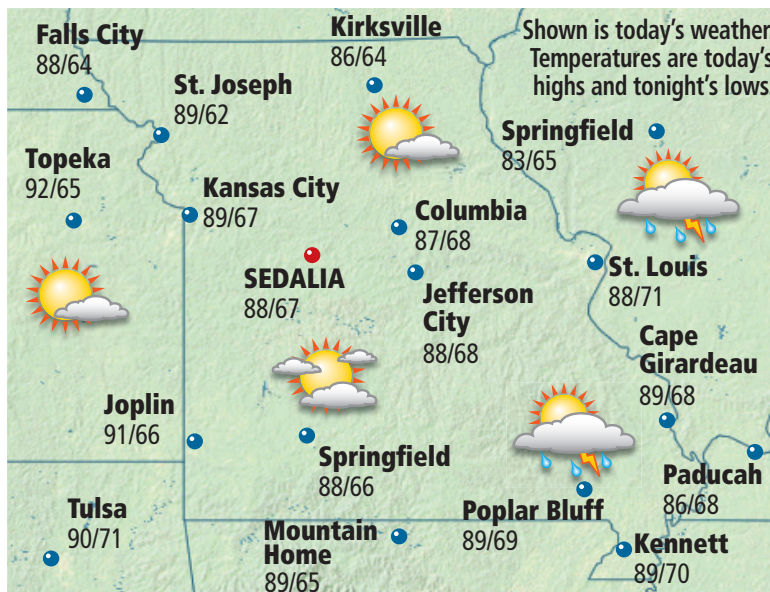 Falls City
88/64
Kirksville
86/64
Shown is today's weather
Temperatures are today's
highs and tonight's lows
St. Joseph
89/62
Springfield
83/65
Topeka
92/65
Kansas City
89/67
Columbia
87/68
SEDALIA
88/67
Jefferson
City
88/68
St. Louis
88/71
Cape
Girardeau
89/68
Joplin
91/66
Springfield
88/66
Paducah
86/68
Tulsa
90/71
Mountain
Home
89/65
Poplar Bluff
89/69
Kennett
89/70